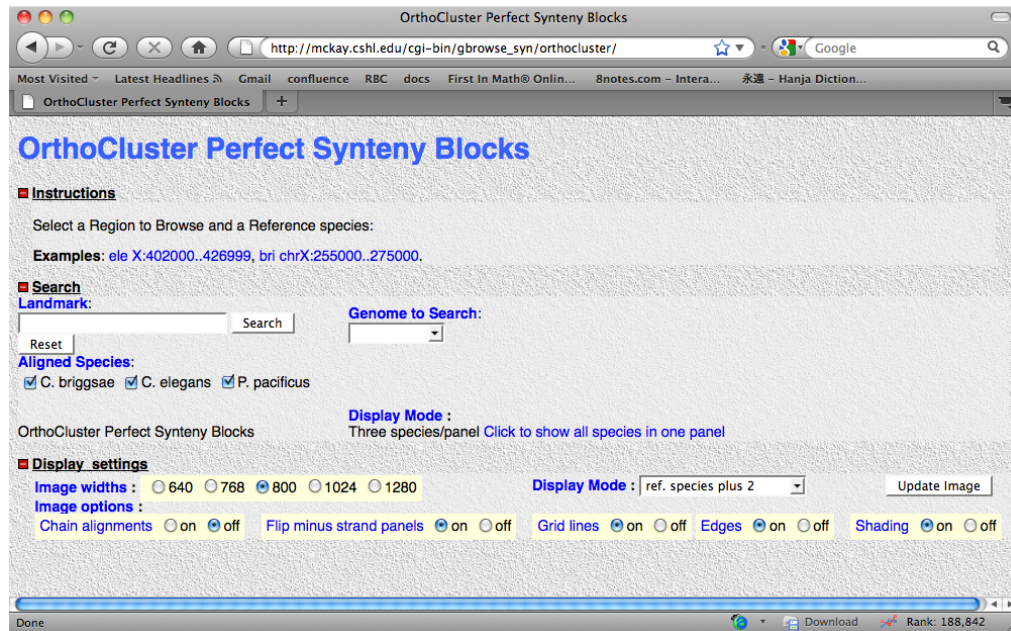 OrthoCluster Perfect Synteny Blocks
http://mckay.cshl.edu/cgi-bin/gbrowse_syn/orthocluster/
Google
Most Visited Latest Headlines Gmail confluence RBC docs First In Math® Onlin... 8notes.com – Intera... 永遠 – Hanja Diction...
OrthoCluster Perfect Synteny Blocks +
OrthoCluster Perfect Synteny Blocks
Instructions
Select a Region to Browse and a Reference species:
Examples: ele X:402000..426999, bri chrX:255000..275000.
Search
Landmark:
Genome to Search:
Search
Reset
Aligned Species:
C. briggsae C. elegans P. pacificus
Display Mode :
OrthoCluster Perfect Synteny Blocks Three species/panel Click to show all species in one panel
Display settings
Image widths : 640 768 800 1024 1280 Display Mode : ref. species plus 2 Update Image
Image options :
Chain alignments on off Flip minus strand panels on off Grid lines on off Edges on off Shading on off
Done Download Rank: 188,842